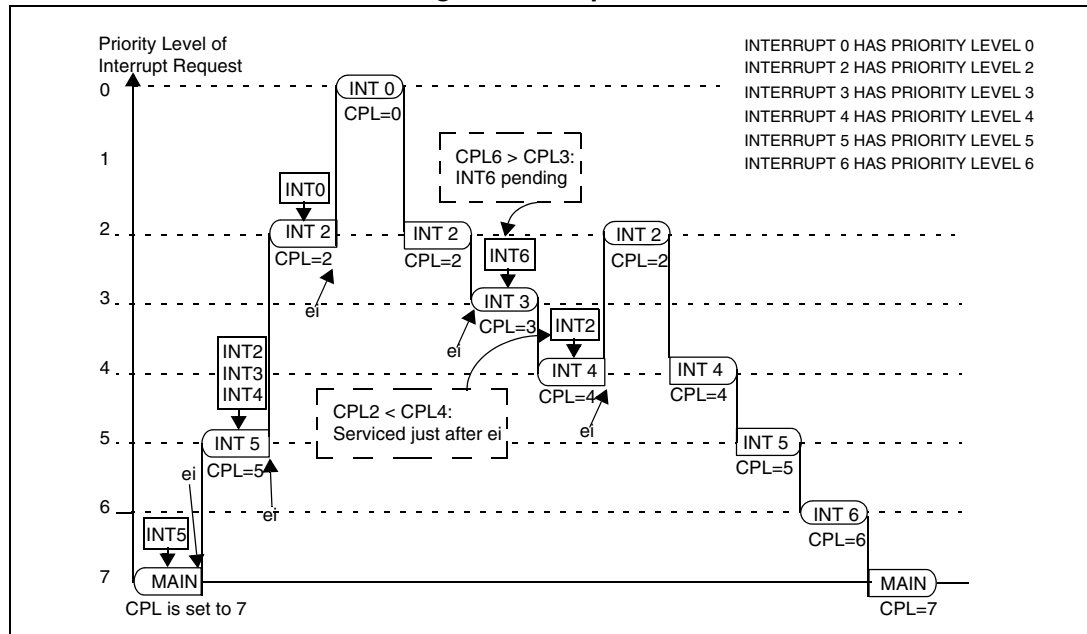 Priority Level of
Interrupt Request
INTERRUPT 0 HAS PRIORITY LEVEL 0
INTERRUPT 2 HAS PRIORITY LEVEL 2
INTERRUPT 3 HAS PRIORITY LEVEL 3
INTERRUPT 4 HAS PRIORITY LEVEL 4
INTERRUPT 5 HAS PRIORITY LEVEL 5
INTERRUPT 6 HAS PRIORITY LEVEL 6
0
INT 0
CPL=0
1
CPL6 > CPL3:
INT6 pending
INT0
2
INT 2
CPL=2
ei
INT 2
CPL=2
INT6
INT 2
CPL=2
3
INT 3
CPL=3
ei
INT2
INT2
INT3
INT4
4
INT 4
CPL=4
ei
INT 4
CPL=4
CPL2 < CPL4:
Serviced just after ei
5
INT 5
CPL=5
ei
ei
INT 5
CPL=5
6
INT5
INT 6
CPL=6
7
MAIN
CPL is set to 7
MAIN
CPL=7